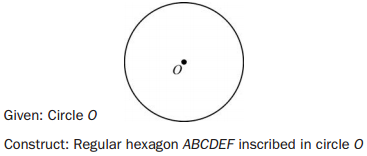 O
Given: Circle O
Construct: Regular hexagon ABCDEF inscribed in circle O